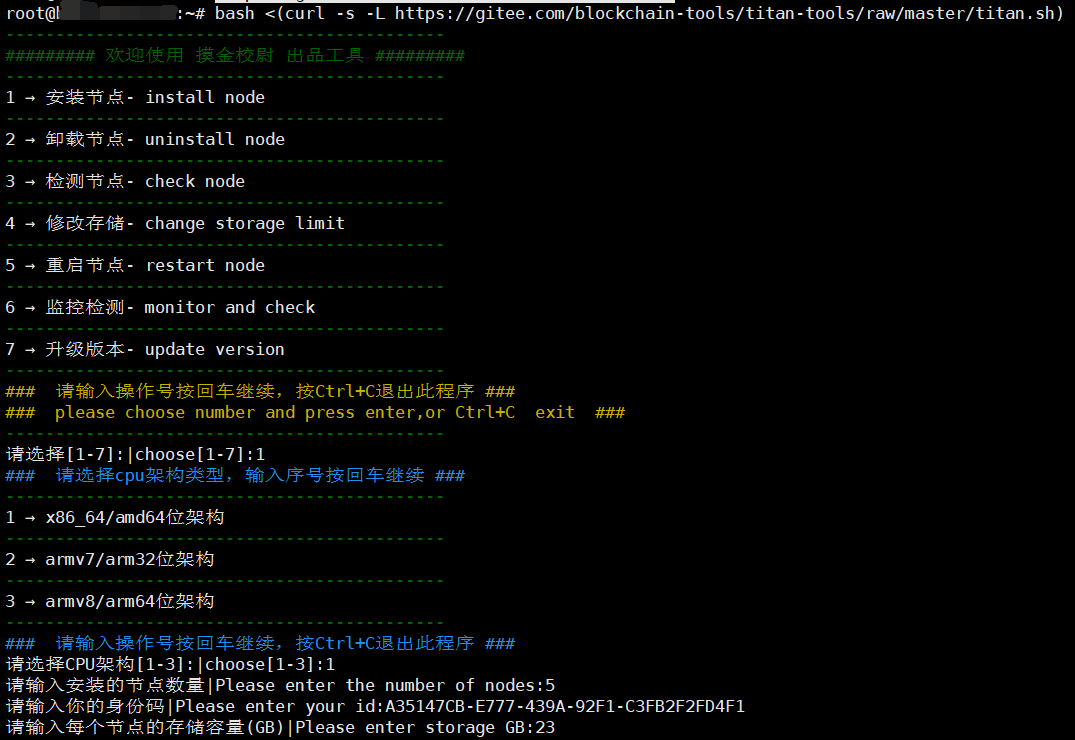 root@b:~# bash <(curl -s -L https://gitee.com/blockchain-tools/titan-tools/raw/master/titan.sh)
--------------------------------------------
######### 欢迎使用 摸金校尉 出品工具 #########
--------------------------------------------
1 → 安装节点- install node
--------------------------------------------
2 → 卸载节点- uninstall node
--------------------------------------------
3 → 检测节点- check node
--------------------------------------------
4 → 修改存储- change storage limit
--------------------------------------------
5 → 重启节点- restart node
--------------------------------------------
6 → 监控检测- monitor and check
--------------------------------------------
7 → 升级版本- update version
--------------------------------------------
###  请输入操作号按回车继续，按Ctrl+C退出此程序 ###
###  please choose number and press enter,or Ctrl+C  exit  ###
--------------------------------------------
请选择[1-7]:|choose[1-7]:1
###  请选择cpu架构类型，输入序号按回车继续 ###
--------------------------------------------
1 → x86_64/amd64位架构
--------------------------------------------
2 → armv7/arm32位架构
--------------------------------------------
3 → armv8/arm64位架构
--------------------------------------------
###  请输入操作号按回车继续，按Ctrl+C退出此程序 ###
请选择CPU架构[1-3]:|choose[1-3]:1
请输入安装的节点数量|Please enter the number of nodes:5
请输入你的身份码|Please enter your id:A35147CB-E777-439A-92F1-C3FB2F2FD4F1
请输入每个节点的存储容量(GB)|Please enter storage GB:23